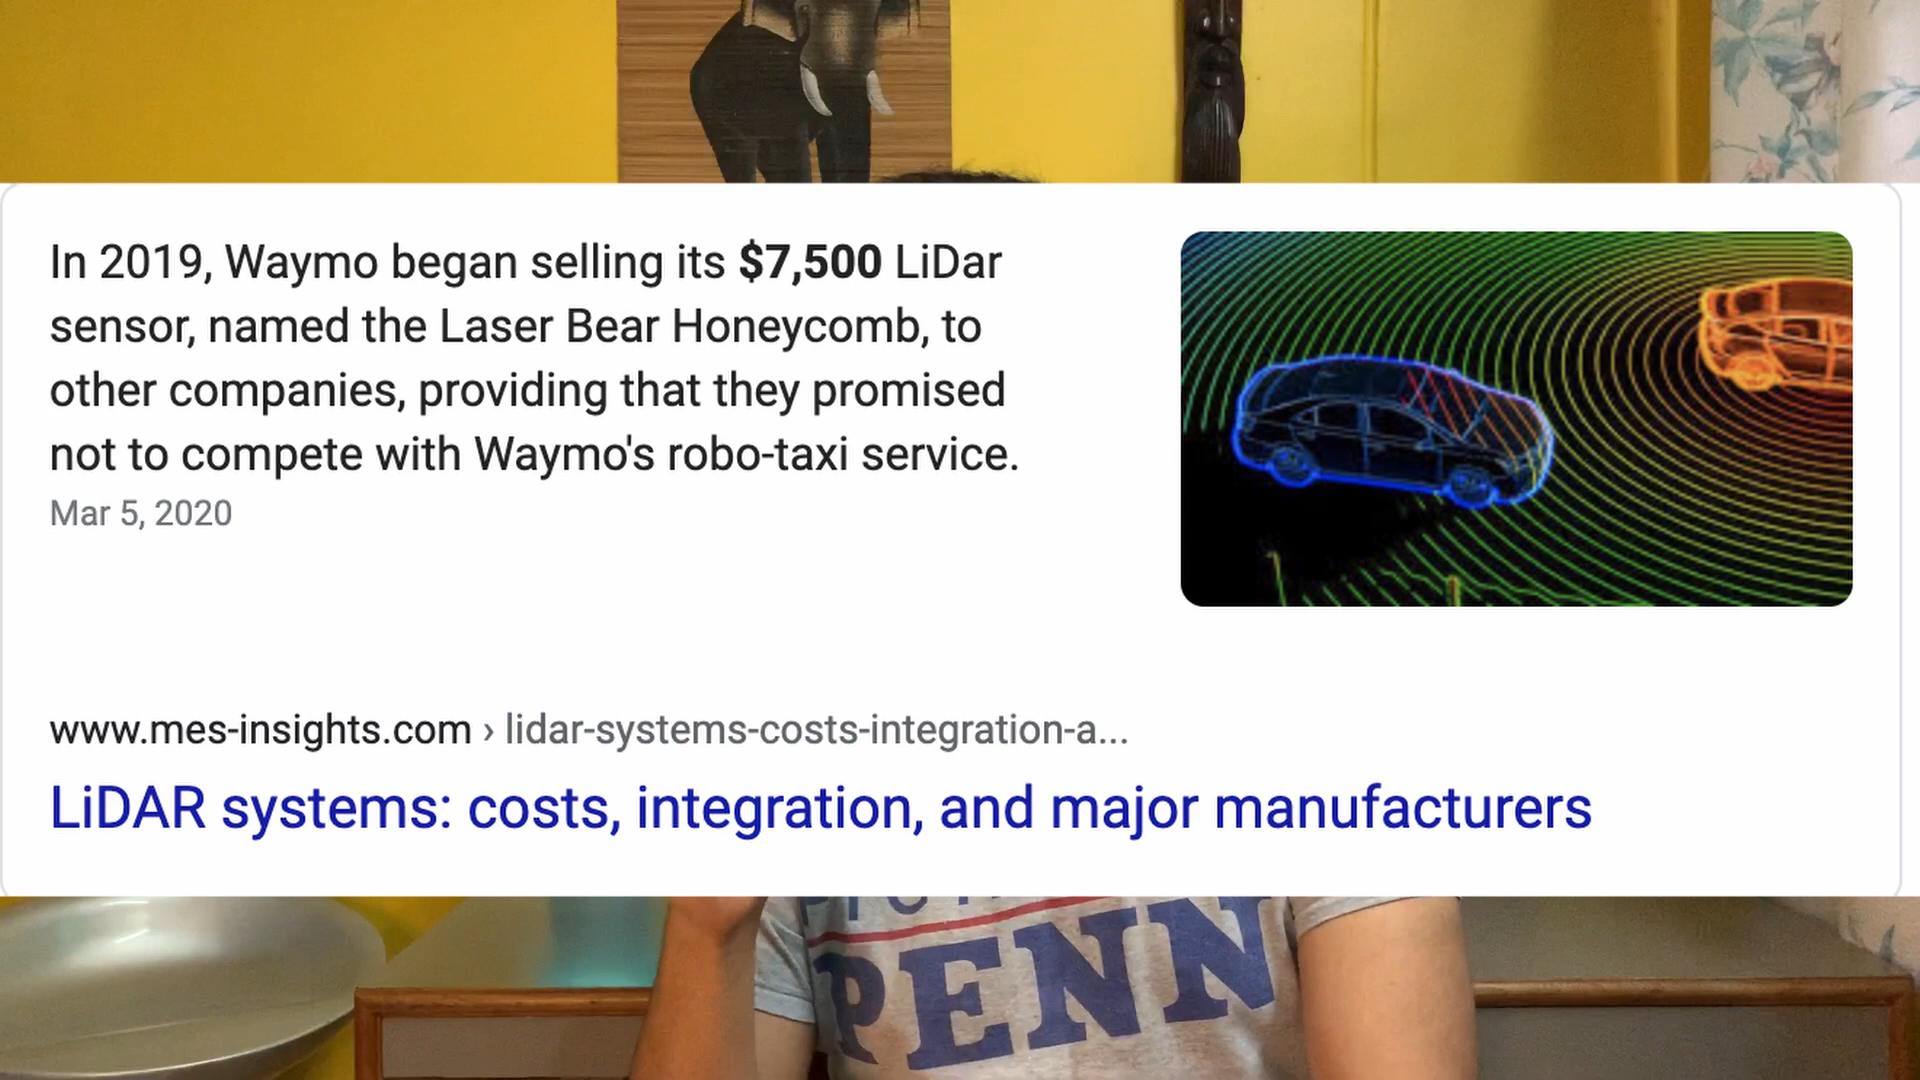 In 2019, Waymo began selling its $7,500 LiDar
sensor, named the Laser Bear Honeycomb, to
other companies, providing that they promised
not to compete with Waymo's robo-taxi service.
Mar 5, 2020
www.mes-insights.com › lidar-systems-costs-integration-a...
LiDAR systems: costs, integration, and major manufacturers
PENN